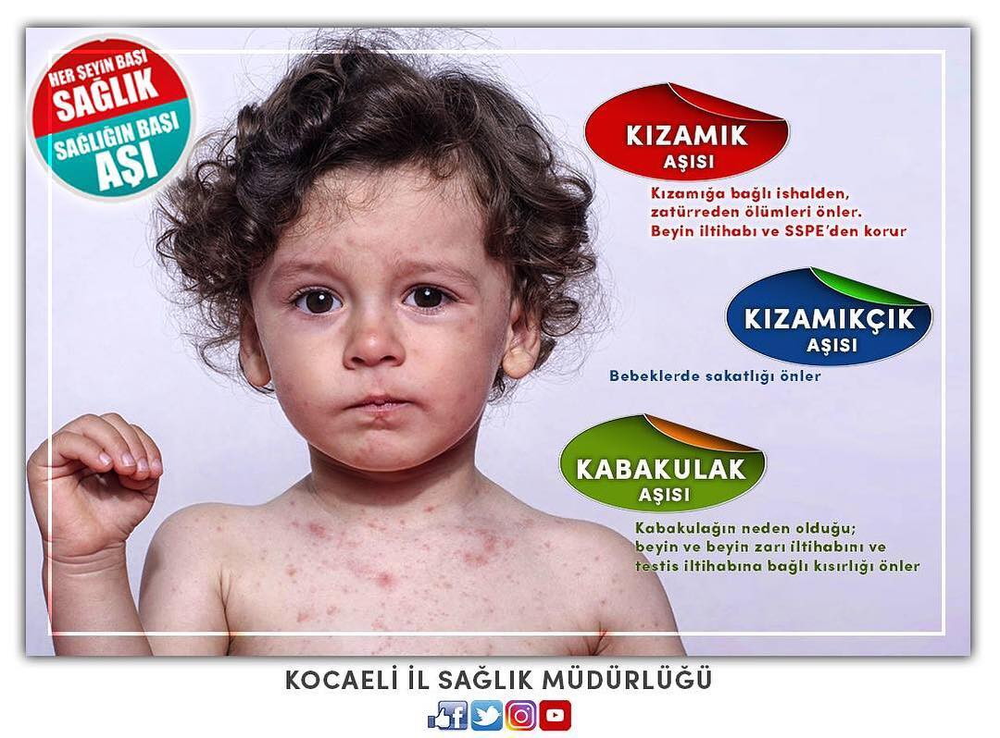 HER ŞEYİN BAŞI
SAĞLIK
SAĞLIĞIN BAŞI
AŞI
KIZAMIK
AŞISI
Kızamığa bağlı ishalden,
zatürreden ölümleri önler.
Beyin iltihabı ve SSPE'den korur
KIZAMIKÇIK
AŞISI
Bebeklerde sakatlığı önler
KABAKULAK
AŞISI
Kabakulağın neden olduğu;
beyin ve beyin zarı iltihabını ve
testis iltihabına bağlı kısırlığı önler
KOCAELİ İL SAĞLIK MÜDÜRLÜĞÜ